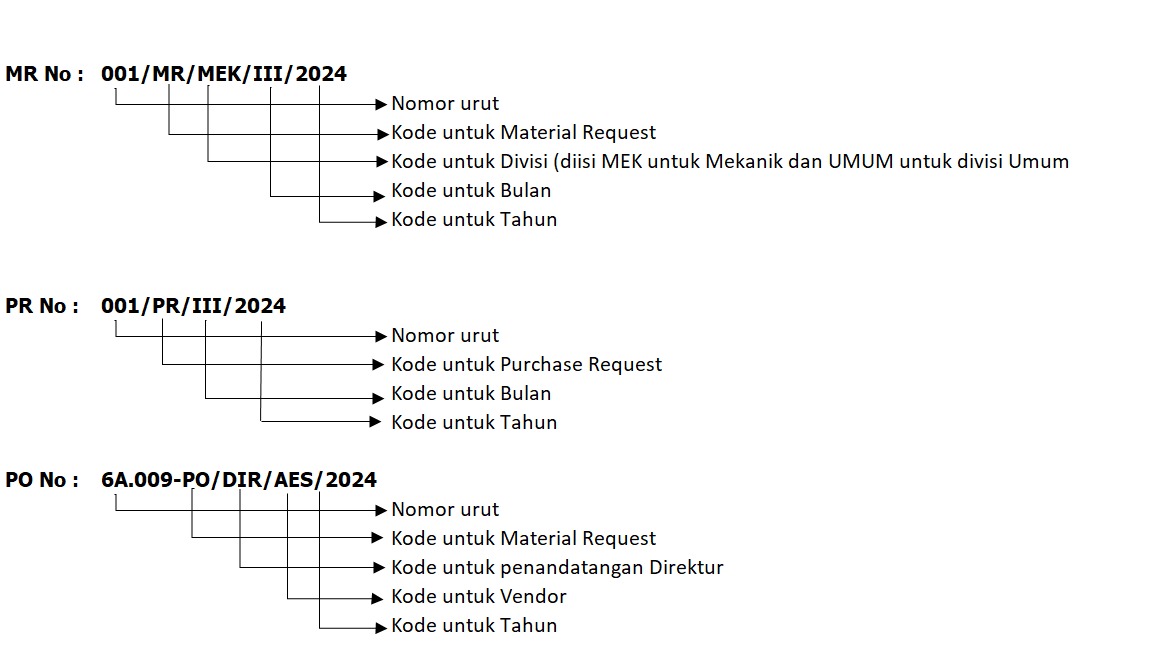 MR No : 001/MR/MEK/III/2024
Nomor urut
Kode untuk Material Request
Kode untuk Divisi (diisi MEK untuk Mekanik dan UMUM untuk divisi Umum
Kode untuk Bulan
Kode untuk Tahun
PR No : 001/PR/III/2024
Nomor urut
Kode untuk Purchase Request
Kode untuk Bulan
Kode untuk Tahun
PO No : 6A.009-PO/DIR/AES/2024
Nomor urut
Kode untuk Material Request
Kode untuk penandatangan Direktur
Kode untuk Vendor
Kode untuk Tahun